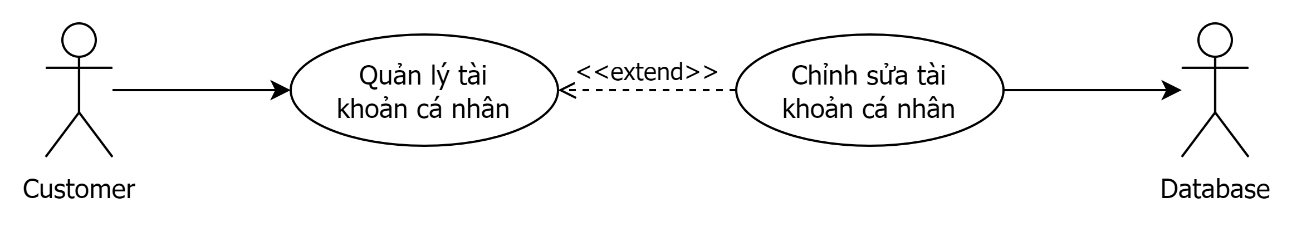 Quản lý tài
khoản cá nhân
<<extend>>
Chỉnh sửa tài
khoản cá nhân
Customer
Database